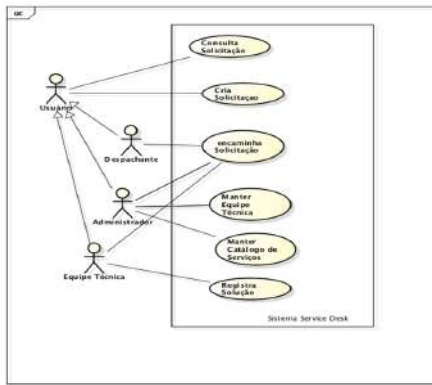 uc
Consulta
Solicitação
Usuário
Cria
Solicitaçao
Despachante
encaminha
Solicitação
Administrador
Manter
Equipe
Técnica
Manter
Catálogo de
Serviços
Equipe Técnica
Registra
Solução
Sistema Service Desk